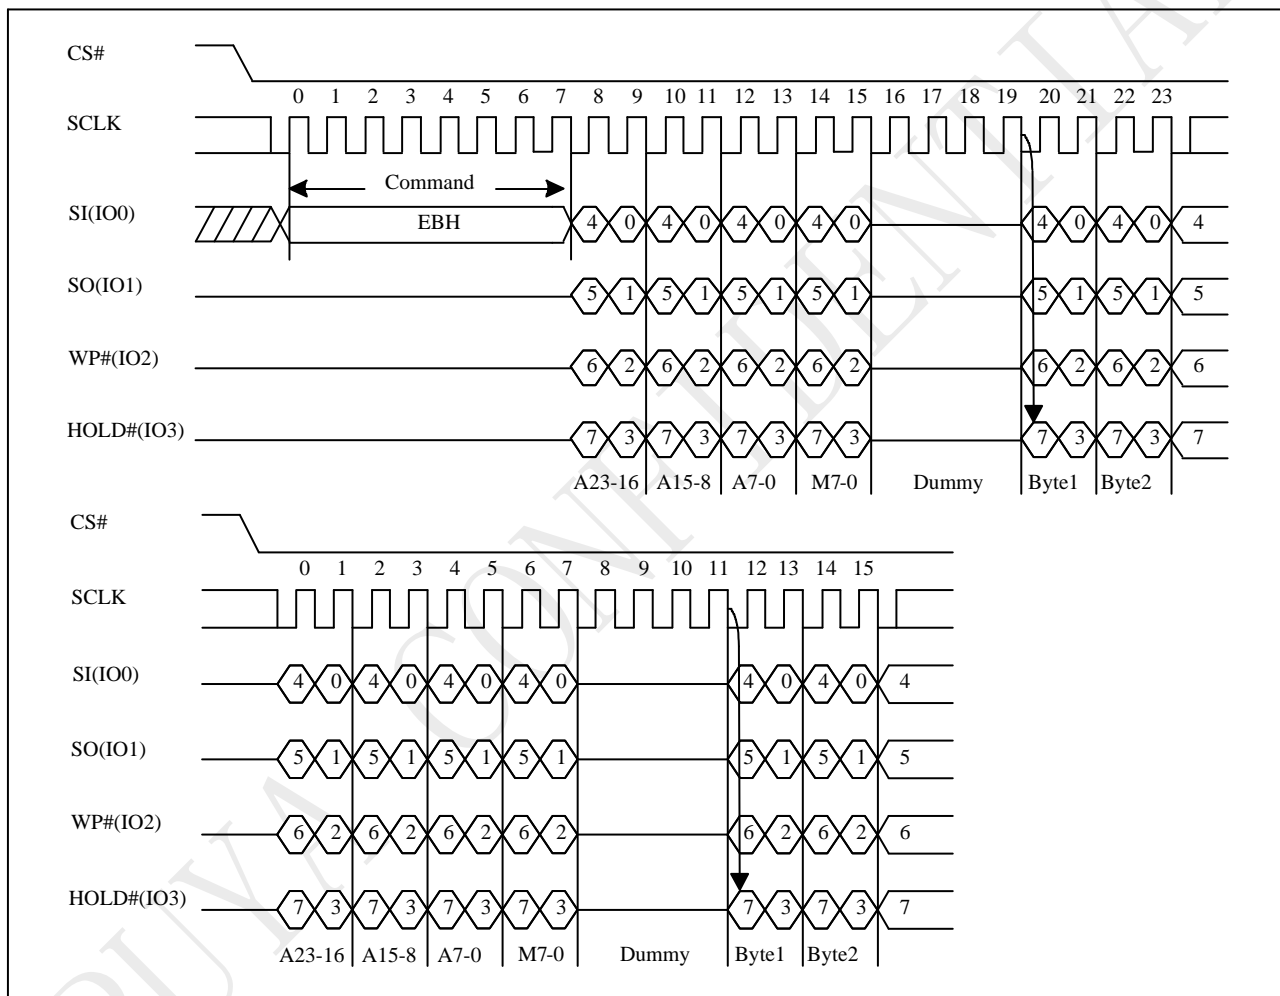 CS#
0 1 2 3 4 5 6 7 8 9 10 11 12 13 14 15 16 17 18 19 20 21 22 23
SCLK
Command
SI(IO0) EBH 4 0 4 0 4 0 4 0 4 0 4 0 4
SO(IO1) 5 1 5 1 5 1 5 1 5 1 5 1 5
WP#(IO2) 6 2 6 2 6 2 6 2 6 2 6 2 6
HOLD#(IO3) 7 3 7 3 7 3 7 3 7 3 7 3 7
A23-16 A15-8 A7-0 M7-0 Dummy Byte1 Byte2
CS#
0 1 2 3 4 5 6 7 8 9 10 11 12 13 14 15
SCLK
SI(IO0) 4 0 4 0 4 0 4 0 4 0 4 0 4
SO(IO1) 5 1 5 1 5 1 5 1 5 1 5 1 5
WP#(IO2) 6 2 6 2 6 2 6 2 6 2 6 2 6
HOLD#(IO3) 7 3 7 3 7 3 7 3 7 3 7 3 7
A23-16 A15-8 A7-0 M7-0 Dummy Byte1 Byte2
PUYA CONFIDENTIAL